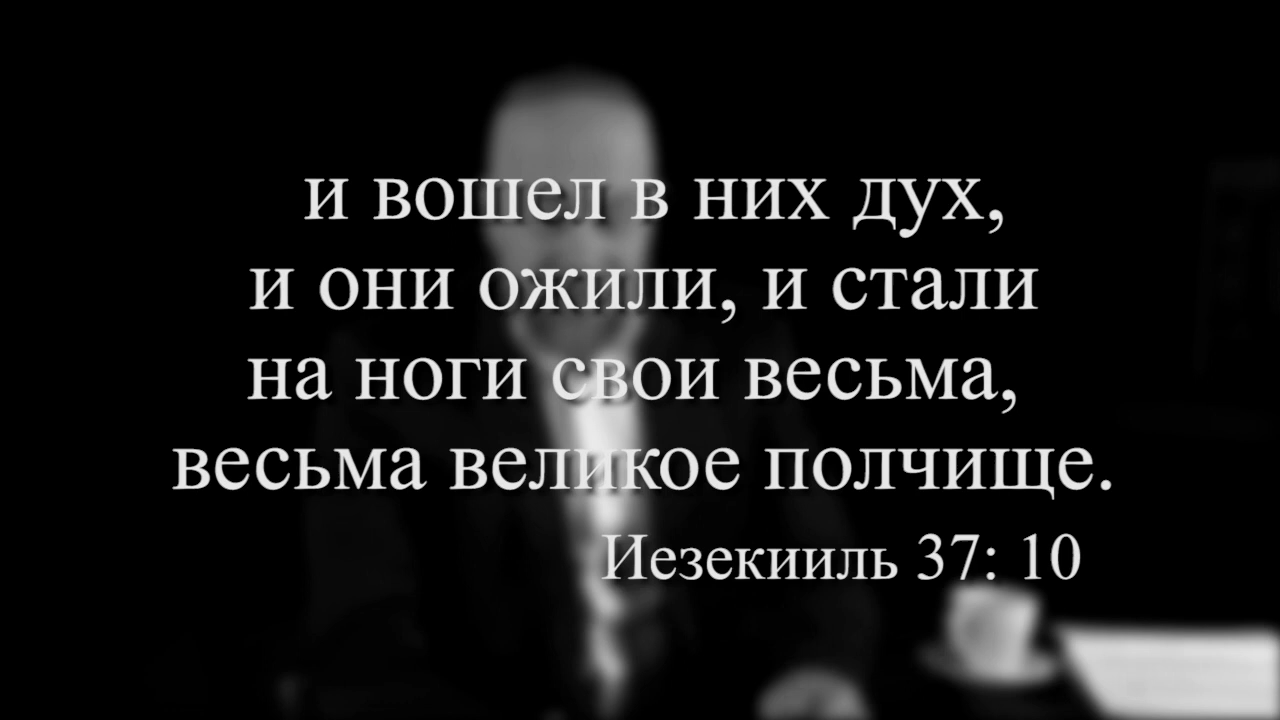 и вошел в них дух,
и они ожили, и стали
на ноги свои весьма,
весьма великое полчище.
Иезекииль 37: 10